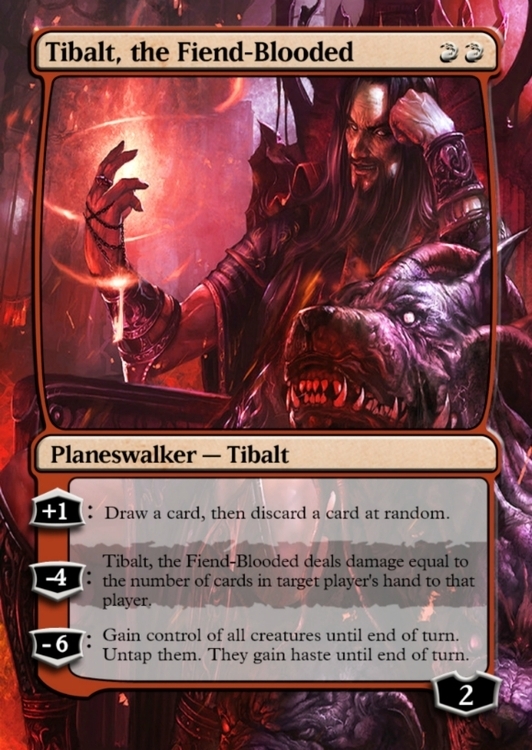 Tibalt, the Fiend-Blooded
Planeswalker — Tibalt
+1: Draw a card, then discard a card at random.
-4: Tibalt, the Fiend-Blooded deals damage equal to
the number of cards in target player's hand to that
player.
-6: Gain control of all creatures until end of turn.
Untap them. They gain haste until end of turn.
2